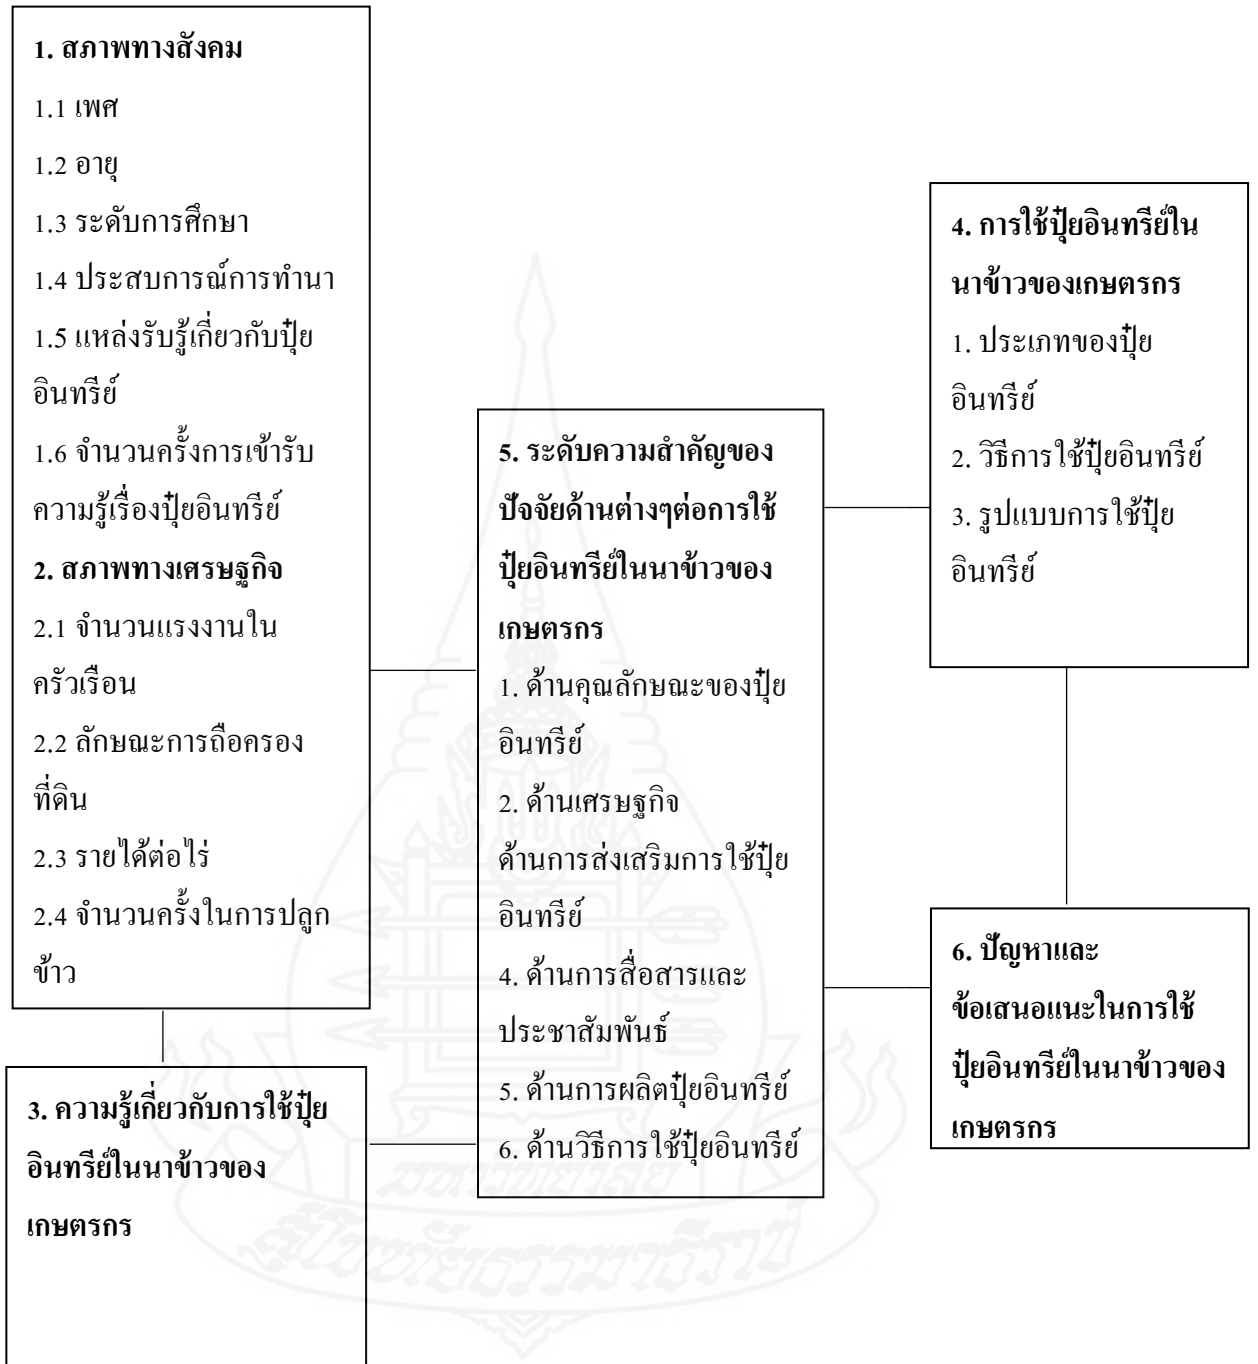 1. สภาพทางสังคม
1.1 เพศ
1.2 อายุ
1.3 ระดับการศึกษา
1.4 ประสบการณ์การทำนา
1.5 แหล่งรับรู้เกี่ยวกับปุ๋ย
อินทรีย์
1.6 จำนวนครั้งการเข้ารับ
ความรู้เรื่องปุ๋ยอินทรีย์
2. สภาพทางเศรษฐกิจ
2.1 จำนวนแรงงานใน
ครัวเรือน
2.2 ลักษณะการถือครอง
ที่ดิน
2.3 รายได้ต่อไร่
2.4 จำนวนครั้งในการปลูก
ข้าว
3. ความรู้เกี่ยวกับการใช้ปุ๋ย
อินทรีย์ในนาข้าวของ
เกษตรกร
5. ระดับความสำคัญของ
ปัจจัยด้านต่างๆต่อการใช้
ปุ๋ยอินทรีย์ในนาข้าวของ
เกษตรกร
1. ด้านคุณลักษณะของปุ๋ย
อินทรีย์
2. ด้านเศรษฐกิจ
ด้านการส่งเสริมการใช้ปุ๋ย
อินทรีย์
4. ด้านการสื่อสารและ
ประชาสัมพันธ์
5. ด้านการผลิตปุ๋ยอินทรีย์
6. ด้านวิธีการใช้ปุ๋ยอินทรีย์
4. การใช้ปุ๋ยอินทรีย์ใน
นาข้าวของเกษตรกร
1. ประเภทของปุ๋ย
อินทรีย์
2. วิธีการใช้ปุ๋ยอินทรีย์
3. รูปแบบการใช้ปุ๋ย
อินทรีย์
6. ปัญหาและ
ข้อเสนอแนะในการใช้
ปุ๋ยอินทรีย์ในนาข้าวของ
เกษตรกร
มหาวิทยาลัย
สุโขทัยธรรมาธิราช